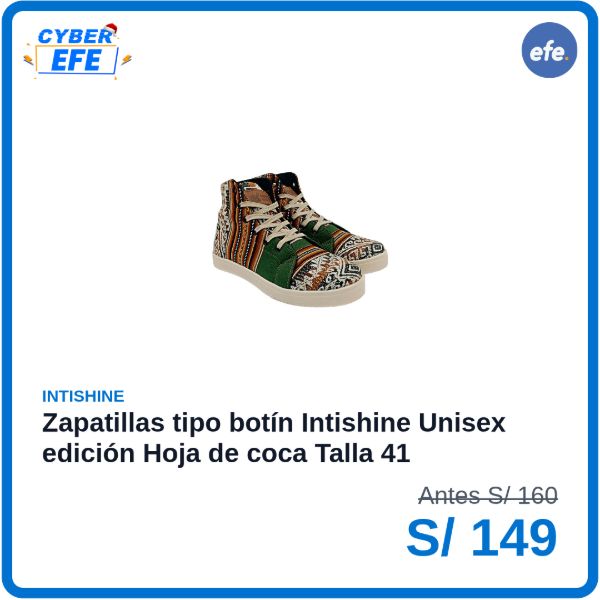 CYBER
EFE
efe.
INTISHINE
Zapatillas tipo botín Intishine Unisex
edición Hoja de coca Talla 41
Antes S/ 160
S/ 149